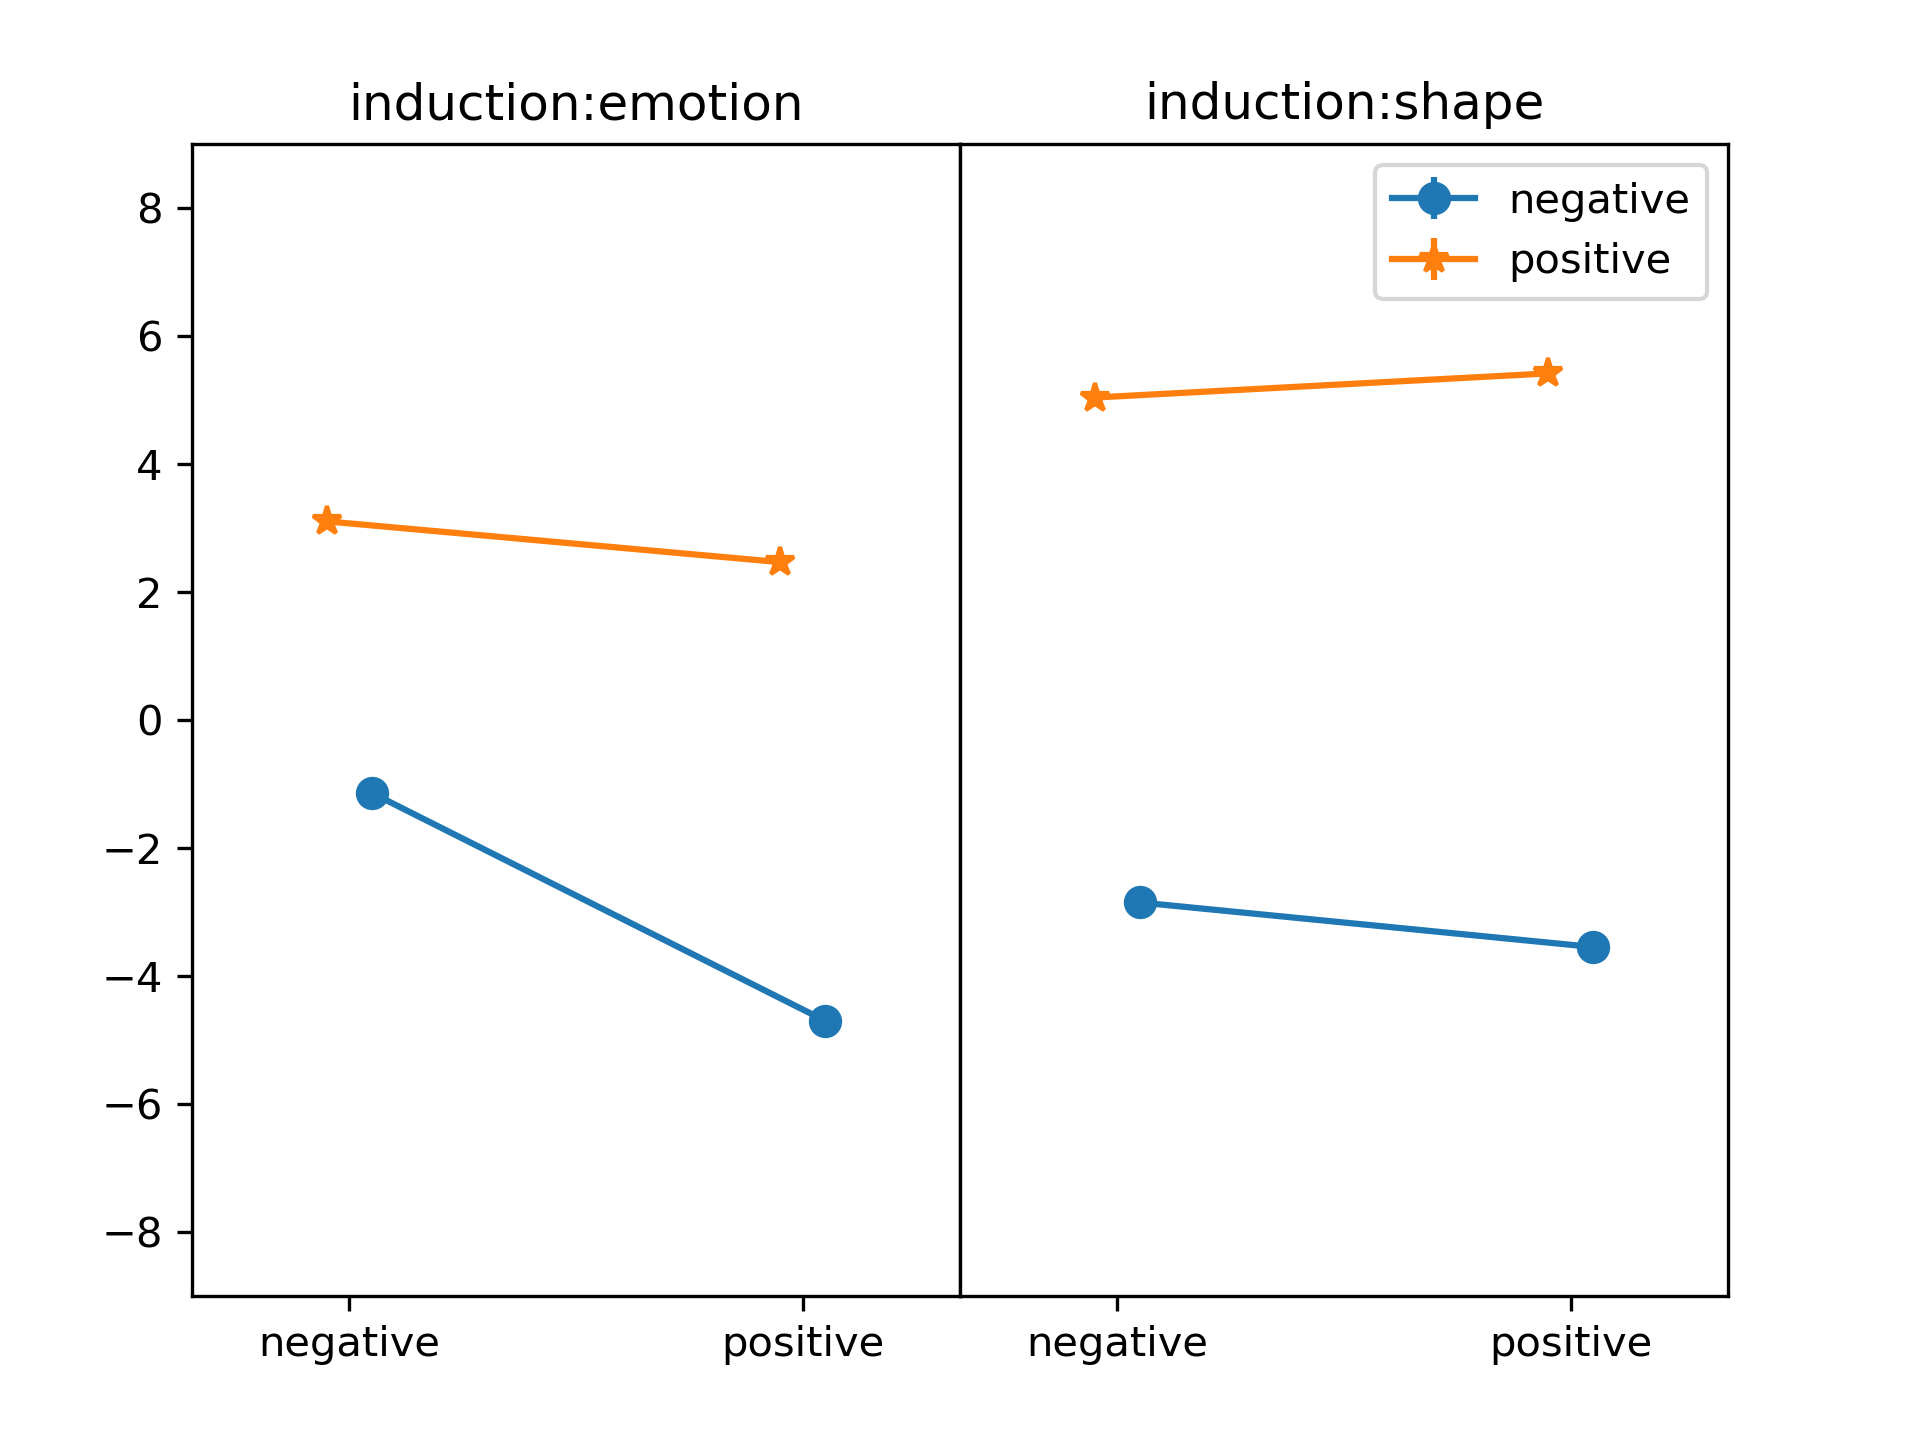 induction:emotion
induction:shape
negative
positive
8
6
4
2
0
−2
−4
−6
−8
negative
positive
negative
positive